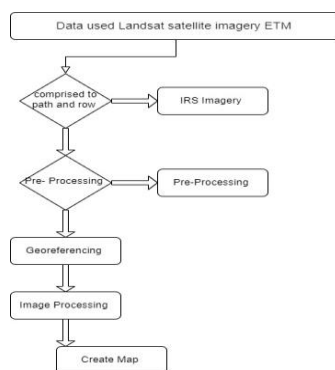 Data used Landsat satellite imagery ETM
comprised to
path and row
IRS Imagery
Pre- Processing
Pre-Processing
Georeferencing
Image Processing
Create Map